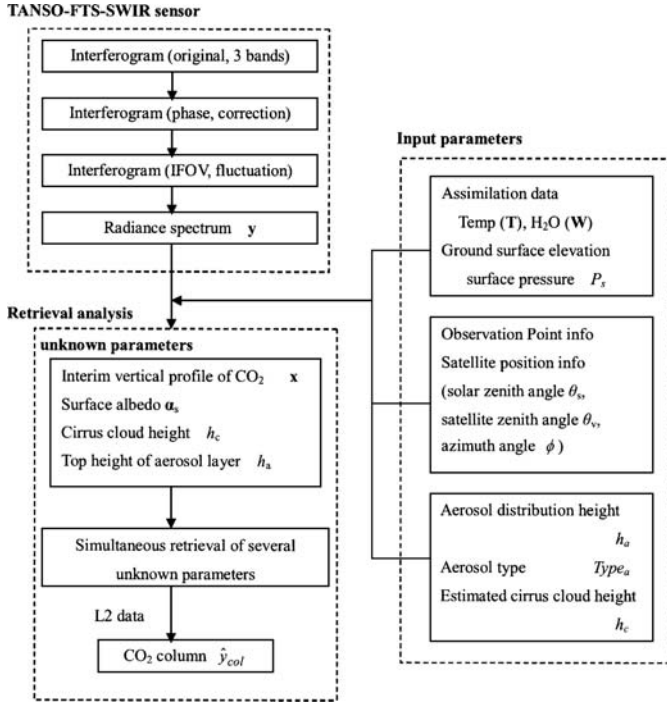 TANSO-FTS-SWIR sensor
Interferogram (original, 3 bands)
Interferogram (phase, correction)
Interferogram (IFOV, fluctuation)
Radiance spectrum y
Input parameters
Assimilation data
Temp (T), H₂O (W)
Ground surface elevation
surface pressure Pₛ
Observation Point info
Satellite position info
(solar zenith angle θₛ,
satellite zenith angle θᵥ,
azimuth angle ϕ )
Aerosol distribution height
hₐ
Aerosol type Typeₐ
Estimated cirrus cloud height
h_c
Retrieval analysis
unknown parameters
Interim vertical profile of CO₂ x
Surface albedo αₛ
Cirrus cloud height h_c
Top height of aerosol layer hₐ
Simultaneous retrieval of several
unknown parameters
L2 data
CO₂ column ŷ_col